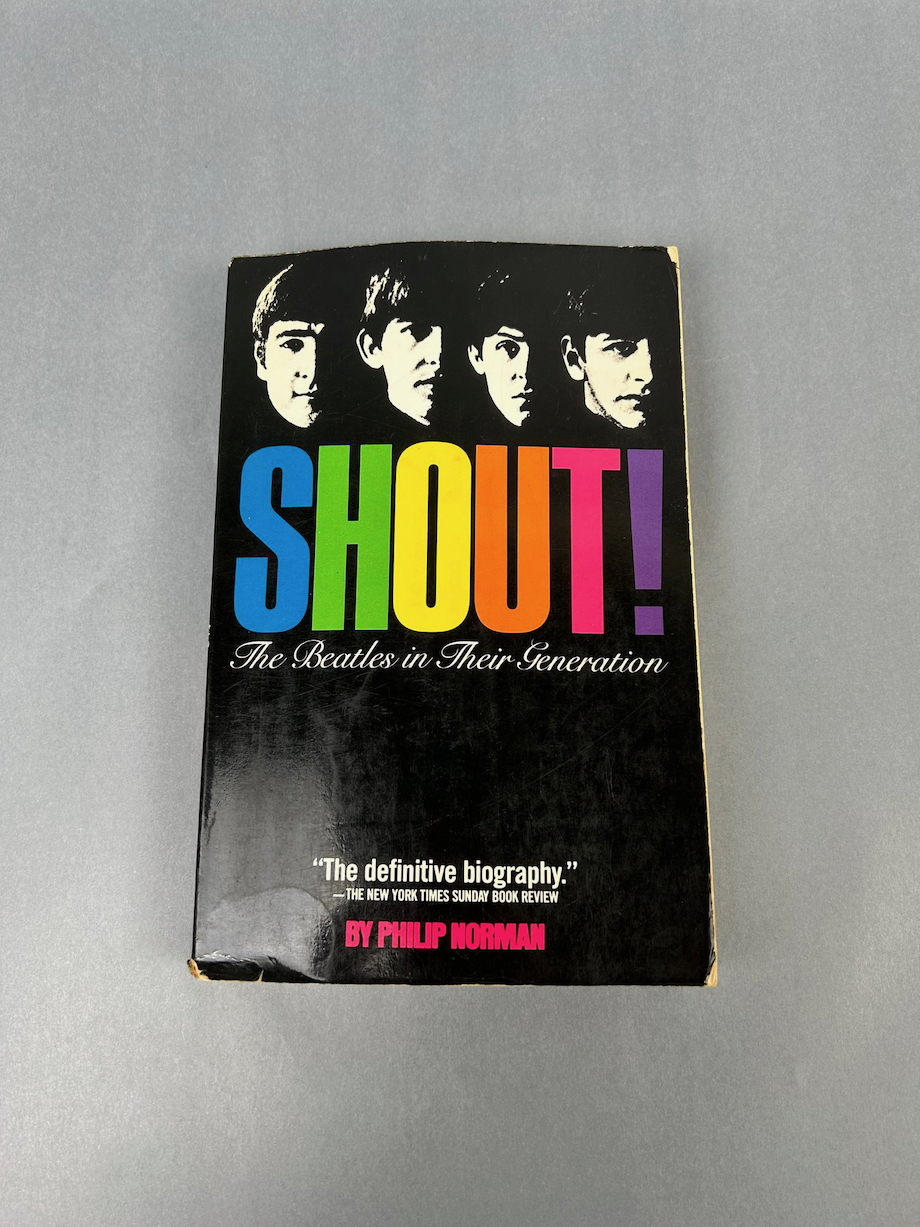 SHOUT!
The Beatles in Their Generation
“The definitive biography.”
—THE NEW YORK TIMES SUNDAY BOOK REVIEW
BY PHILIP NORMAN